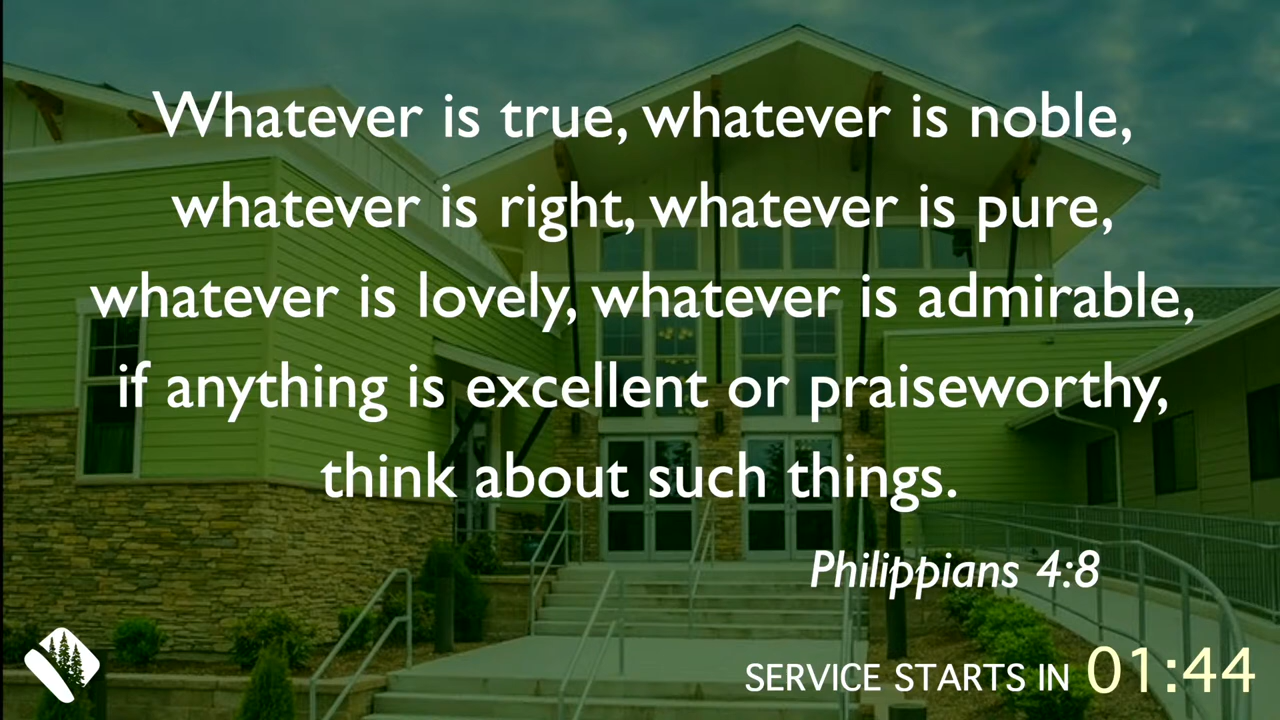 Whatever is true, whatever is noble,
whatever is right, whatever is pure,
whatever is lovely, whatever is admirable,
if anything is excellent or praiseworthy,
think about such things.
Philippians 4:8
SERVICE STARTS IN 01:44